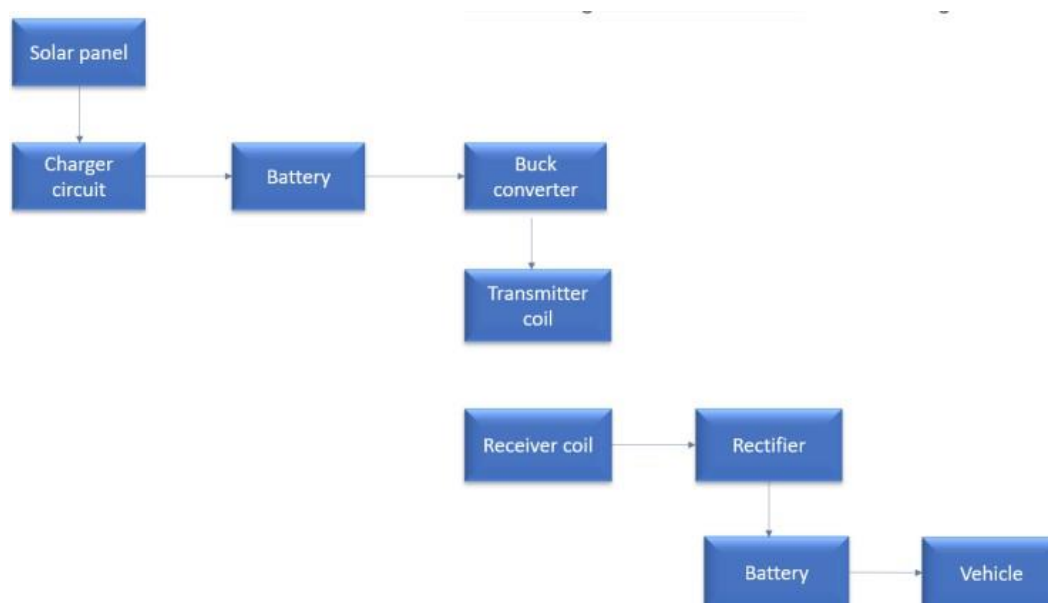 Solar panel
Charger
circuit
Battery
Buck
converter
Transmitter
coil
Receiver coil
Rectifier
Battery
Vehicle